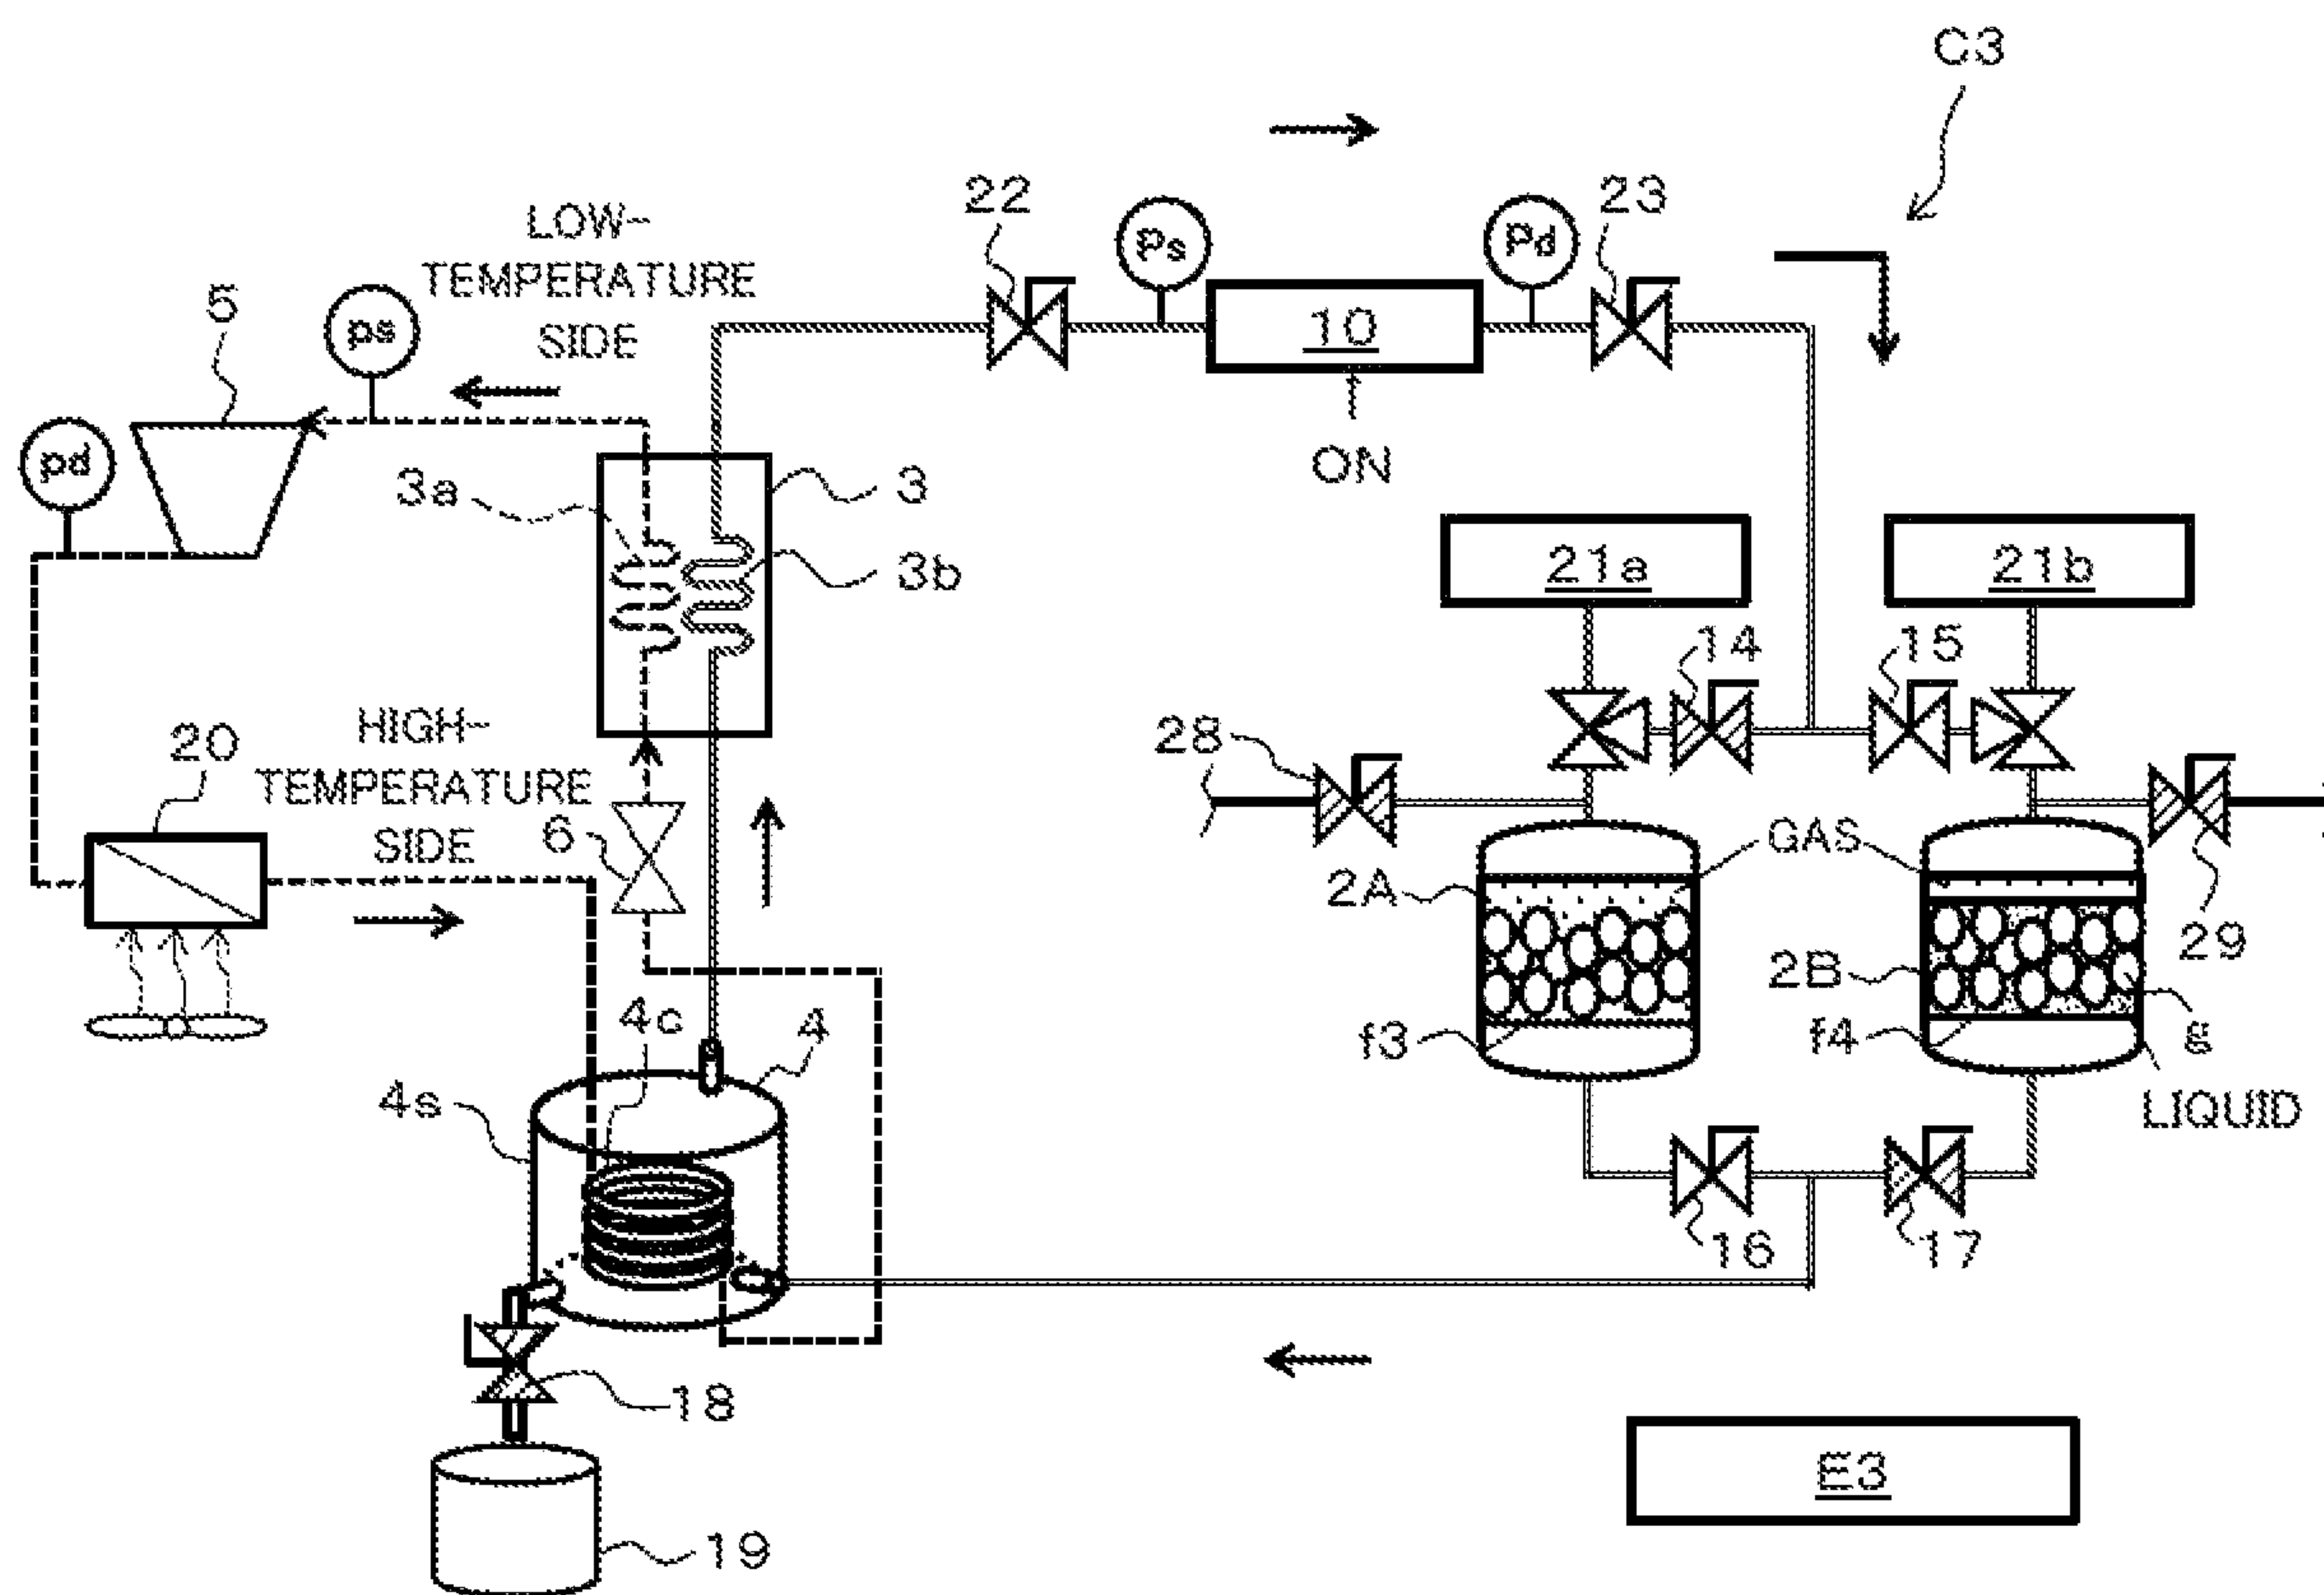 C3
22
Ps
Pd
23
LOW-
TEMPERATURE
SIDE
5
ps
10
ON
pd
3a
3
3b
21a
21b
14
15
20
HIGH-
TEMPERATURE
SIDE
6
28
GAS
2A
2B
29
4c
4
f3
f4
g
4s
LIQUID
16
17
18
E3
19